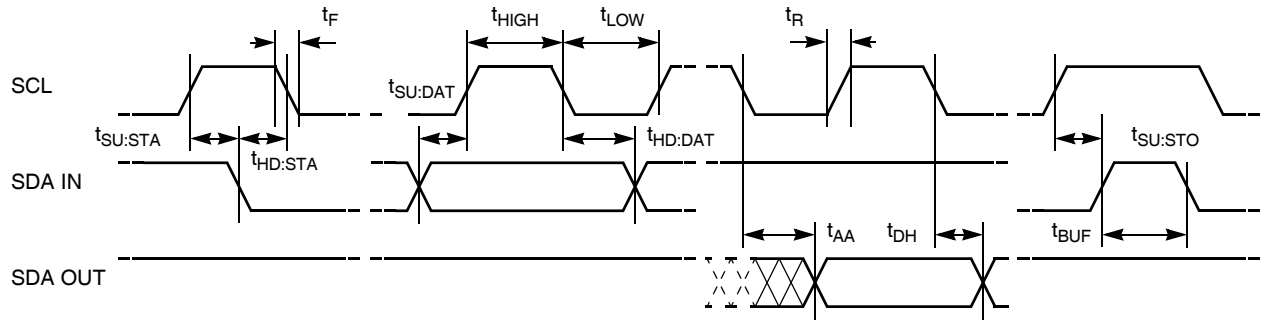 tF
tHIGH
tLOW
tR
SCL
tSU:DAT
tSU:STA
tHD:STA
tHD:DAT
tSU:STO
SDA IN
tAA
tDH
tBUF
SDA OUT